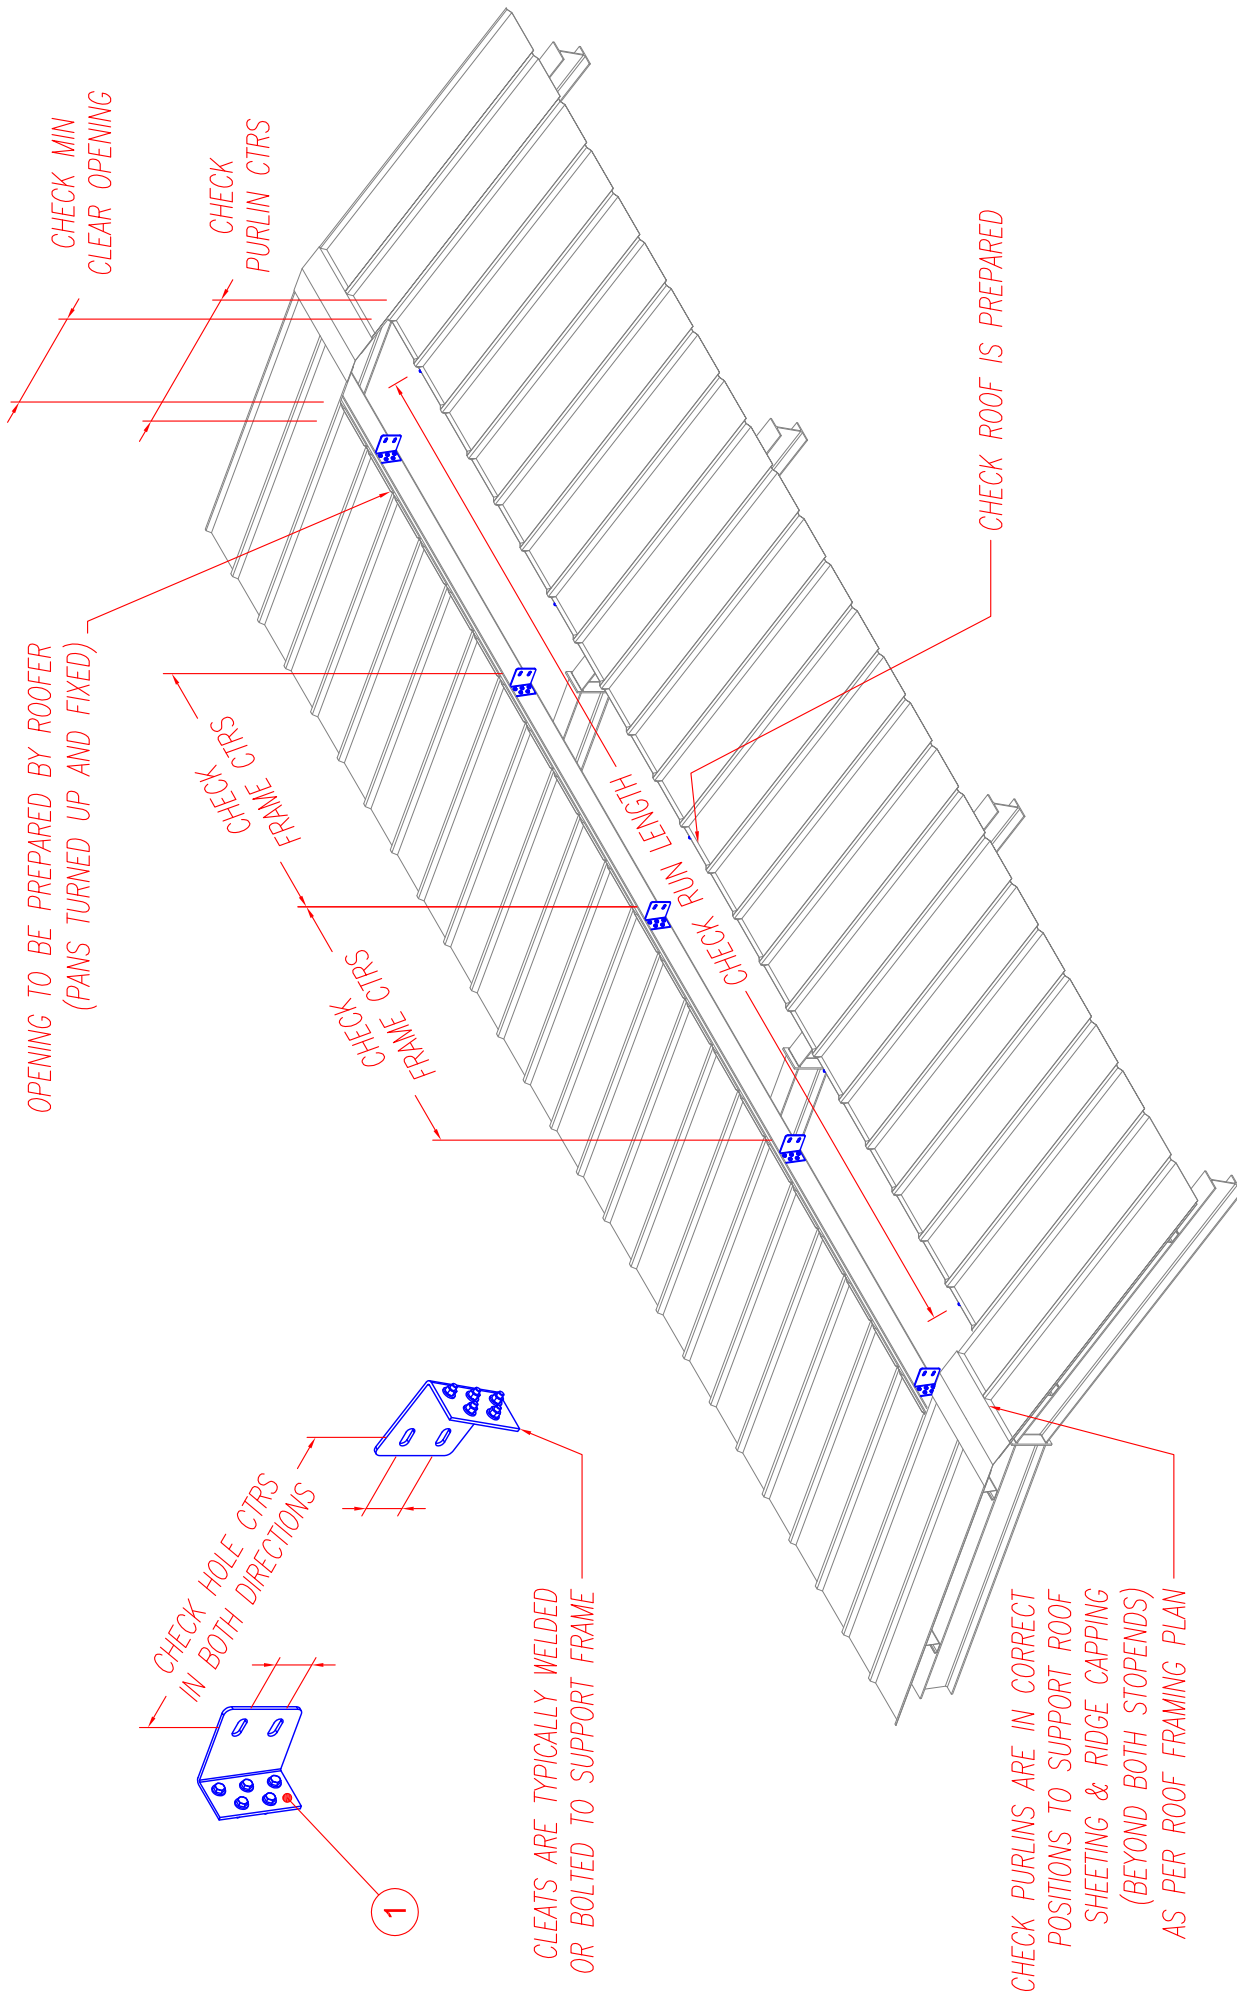 CHECK MIN
CLEAR OPENING
CHECK
PURLIN CTRS
OPENING TO BE PREPARED BY ROOFER
(PANS TURNED UP AND FIXED)
CHECK
FRAME CTRS
CHECK
FRAME CTRS
CHECK RUN LENGTH
CHECK ROOF IS PREPARED
CHECK HOLE CTRS
IN BOTH DIRECTIONS
1
CLEATS ARE TYPICALLY WELDED
OR BOLTED TO SUPPORT FRAME
CHECK PURLINS ARE IN CORRECT
POSITIONS TO SUPPORT ROOF
SHEETING & RIDGE CAPPING
(BEYOND BOTH STOPENDS)
AS PER ROOF FRAMING PLAN